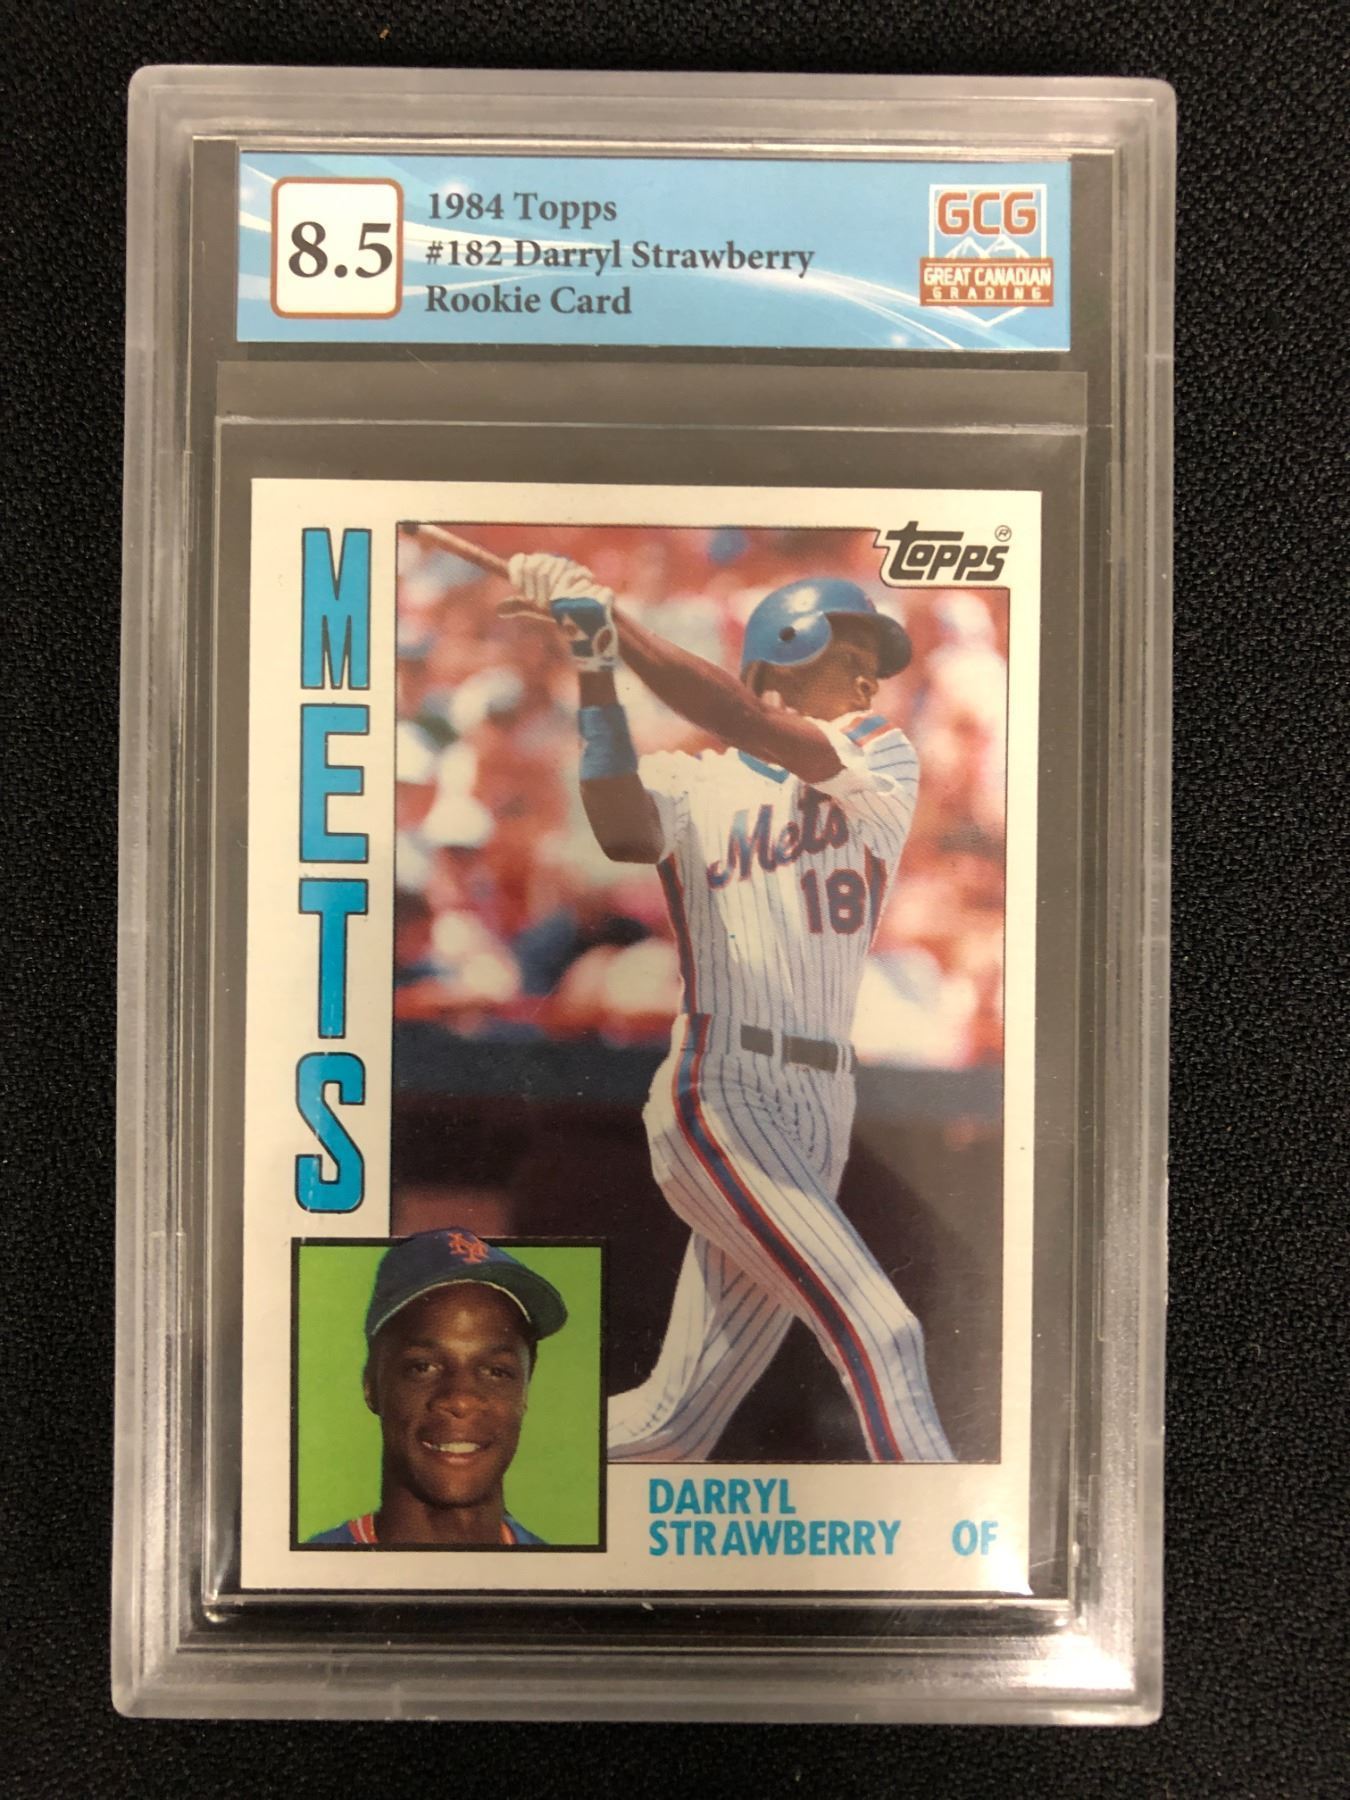 8.5
1984 Topps
#182 Darryl Strawberry
Rookie Card
GCG
GREAT CANADIAN
GRADING
METS
Topps®
Mets
18
NY
DARRYL
STRAWBERRY OF